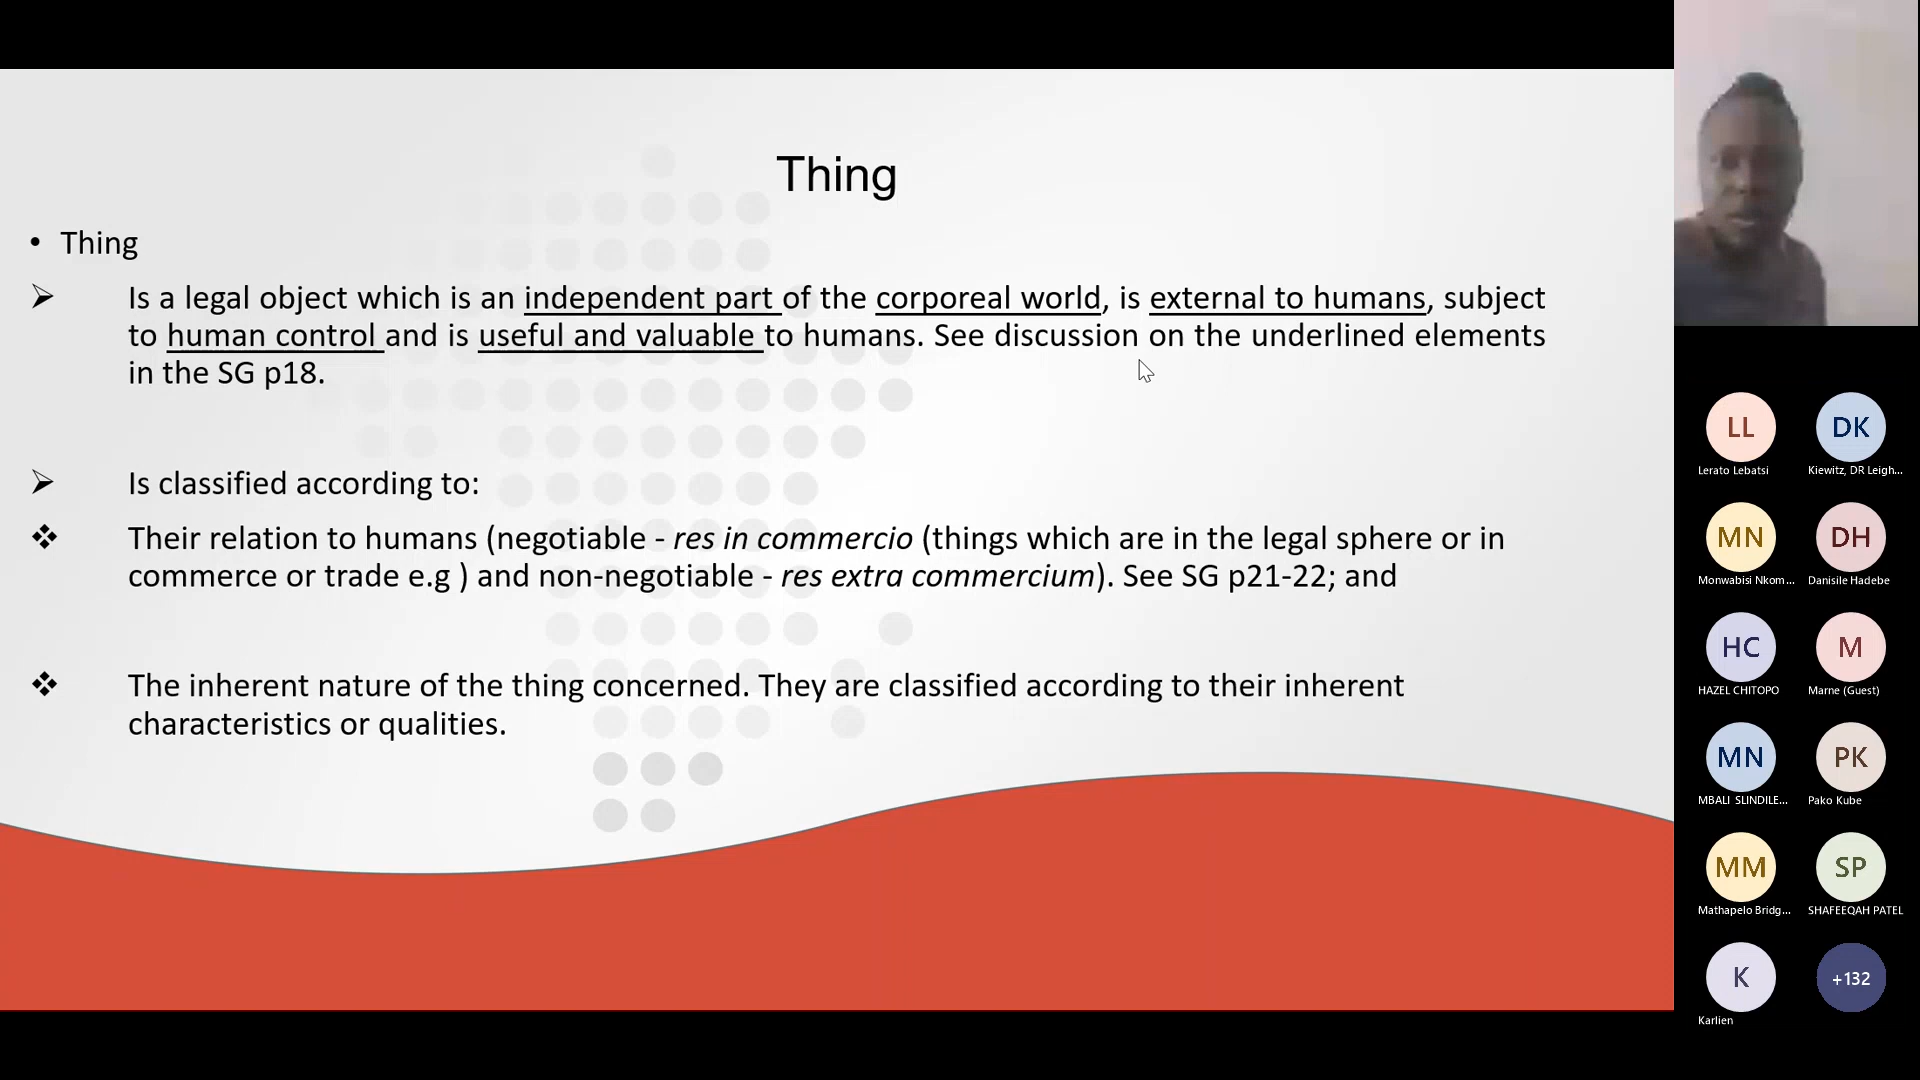 Thing
• Thing
➢ Is a legal object which is an independent part of the corporeal world, is external to humans, subject
to human control and is useful and valuable to humans. See discussion on the underlined elements
in the SG p18.
➢ Is classified according to:
❖ Their relation to humans (negotiable - res in commercio (things which are in the legal sphere or in
commerce or trade e.g ) and non-negotiable - res extra commercium). See SG p21-22; and
❖ The inherent nature of the thing concerned. They are classified according to their inherent
characteristics or qualities.
LL DK
Lerato Lebatsi Kiewitz, DR Leigh...
MN DH
Monwabisi Nkom... Danisile Hadebe
HC M
HAZEL CHITOPO Marne (Guest)
MN PK
MBALI SLINDILE... Pako Kube
MM SP
Mathapelo Bridg... SHAFEEQAH PATEL
K +132
Karlien